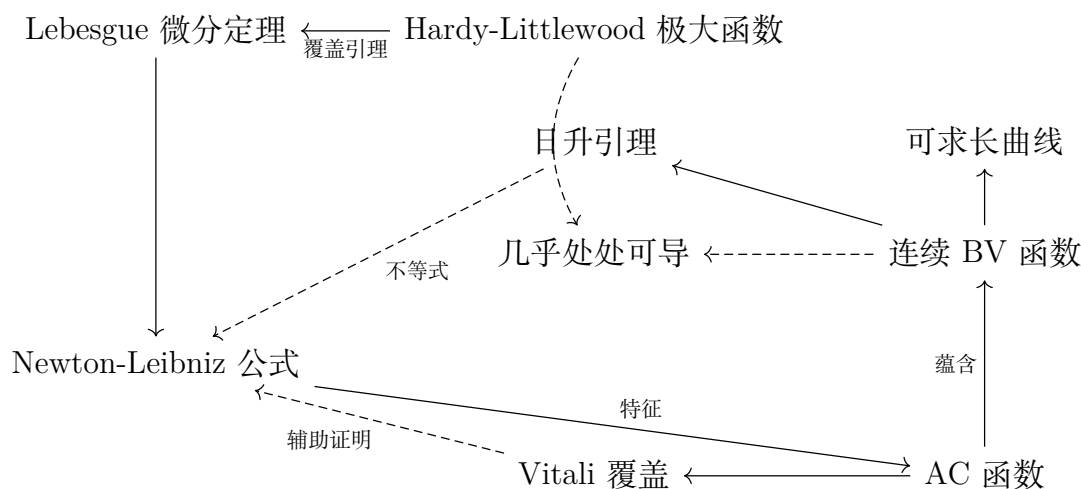 Lebesgue 微分定理
Hardy-Littlewood 极大函数
覆盖引理
日升引理
可求长曲线
几乎处处可导
连续 BV 函数
不等式
Newton-Leibniz 公式
蕴含
特征
辅助证明
Vitali 覆盖
AC 函数